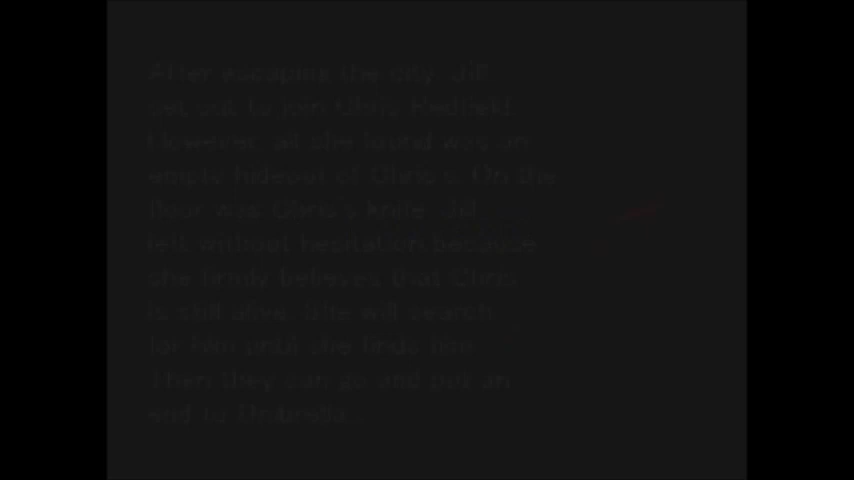 After escaping the city, Jill
set out to join Chris Redfield.
However, all she found was an
empty hideout of Chris's. On the
floor was Chris's knife. Jill
left without hesitation because
she firmly believes that Chris
is still alive. She will search
for him until she finds him.
Then they can go and put an
end to Umbrella.